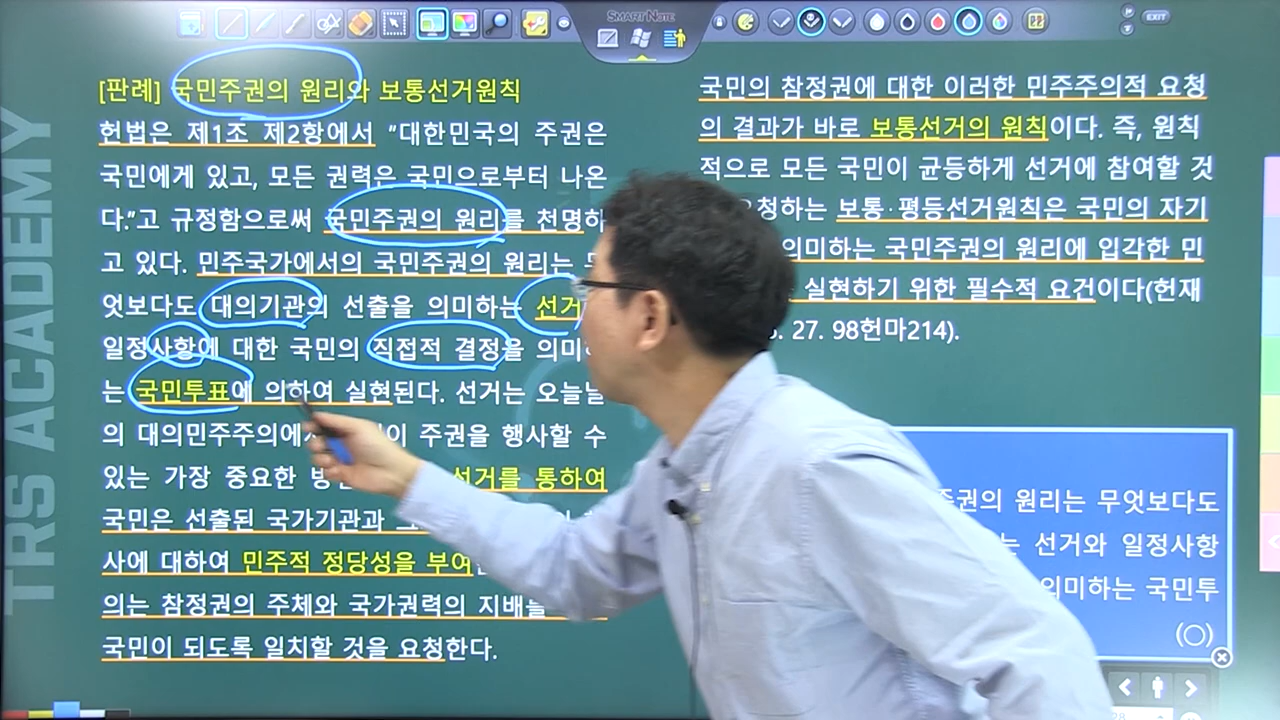 SMARTNOTE
EXIT
TRS ACADEMY
[판례] 국민주권의 원리와 보통선거원칙
헌법은 제1조 제2항에서 "대한민국의 주권은
국민에게 있고, 모든 권력은 국민으로부터 나온
다."고 규정함으로써 국민주권의 원리를 천명하
고 있다. 민주국가에서의 국민주권의 원리는 무
엇보다도 대의기관의 선출을 의미하는 선거
일정사항에 대한 국민의 직접적 결정을 의미하
는 국민투표에 의하여 실현된다. 선거는 오늘날
의 대의민주주의에서 주권을 행사할 수
있는 가장 중요한 선거를 통하여
국민은 선출된 국가기관과
사에 대하여 민주적 정당성을 부여
의는 참정권의 주체와 국가권력의 지배를
국민이 되도록 일치할 것을 요청한다.
국민의 참정권에 대한 이러한 민주주의적 요청
의 결과가 바로 보통선거의 원칙이다. 즉, 원칙
적으로 모든 국민이 균등하게 선거에 참여할 것
요청하는 보통·평등선거원칙은 국민의 자기
의미하는 국민주권의 원리에 입각한 민
실현하기 위한 필수적 요건이다(헌재
27. 98헌마214).
주권의 원리는 무엇보다도
는 선거와 일정사항
의미하는 국민투
(○)
28